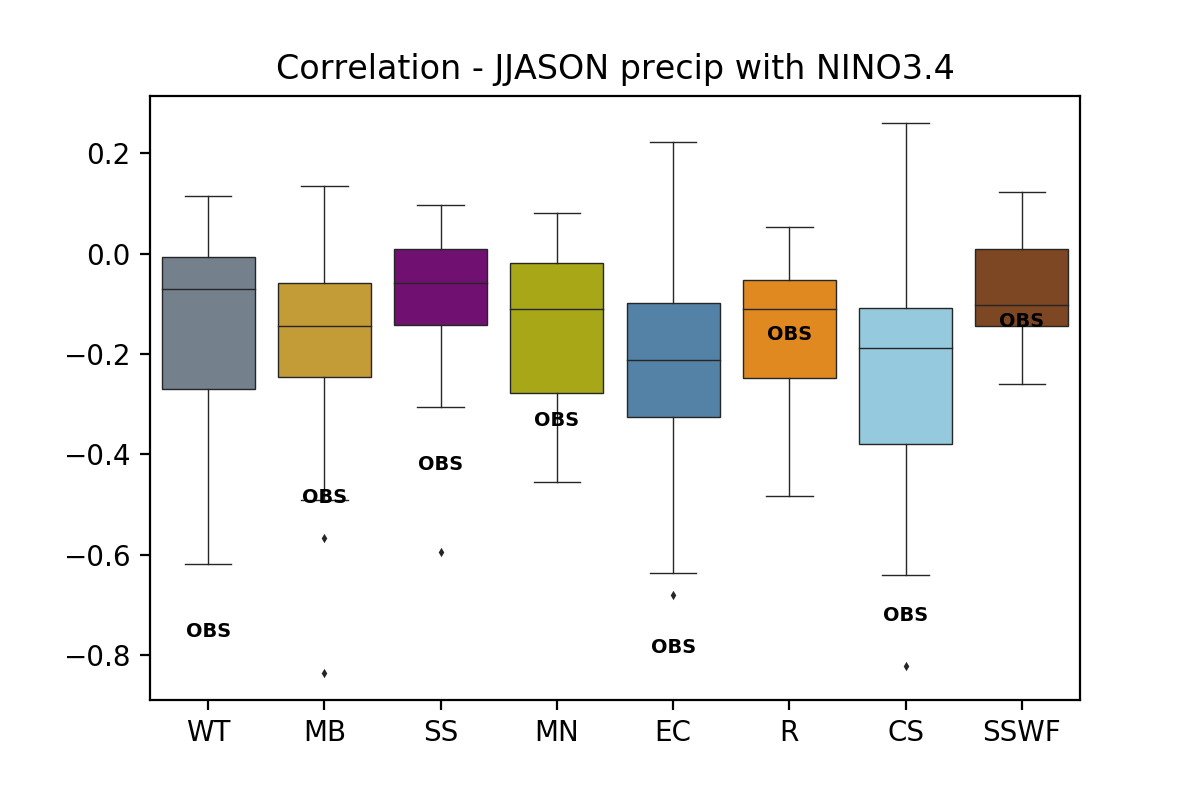 Correlation - JJASON precip with NINO3.4
0.2
0.0
−0.2
−0.4
−0.6
−0.8
OBS
OBS
OBS
OBS
OBS
OBS
OBS
OBS
WT MB SS MN EC R CS SSWF